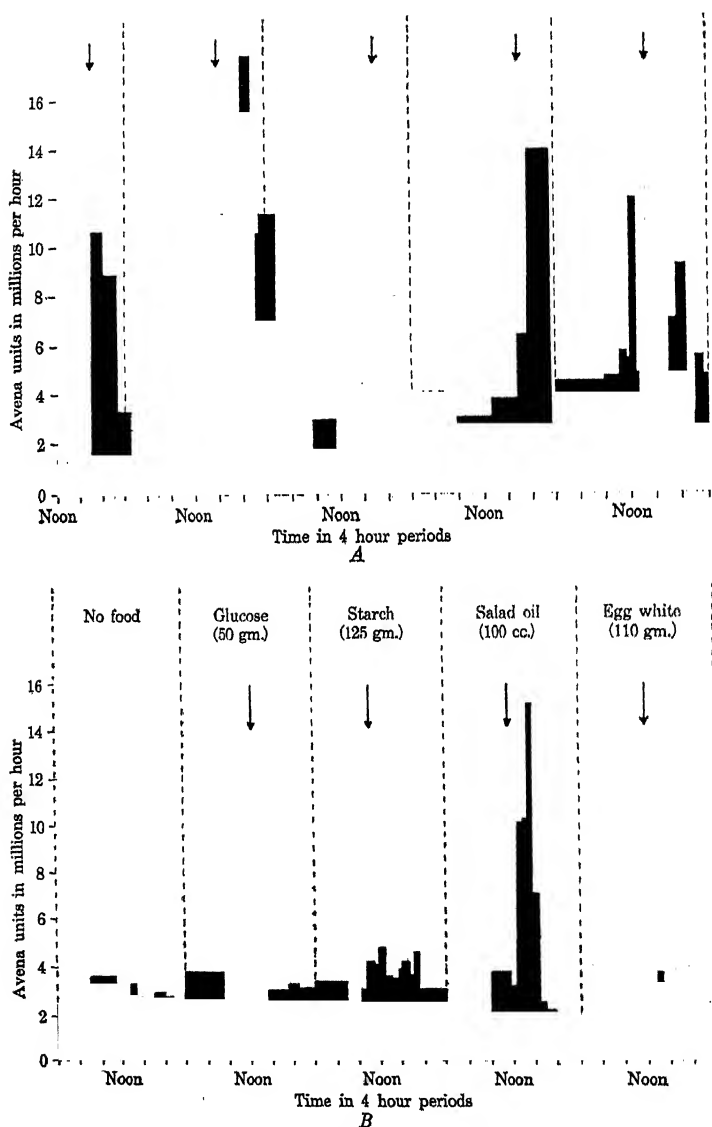 Avena units in millions per hour
16
14
12
10
8
6
4
2
0
Noon Noon Noon Noon Noon
Time in 4 hour periods
A
No food Glucose (50 gm.) Starch (125 gm.) Salad oil (100 cc.) Egg white (110 gm.)
Avena units in millions per hour
16
14
12
10
8
6
4
2
0
Noon Noon Noon Noon Noon
Time in 4 hour periods
B